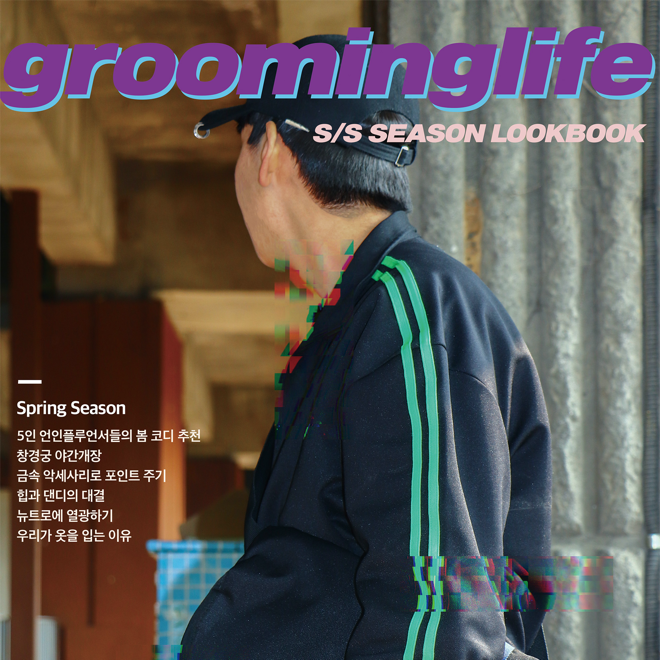 groominglife
S/S SEASON LOOKBOOK
Spring Season
5인 언인플루언서들의 봄 코디 추천
창경궁 야간개장
금속 악세사리로 포인트 주기
힙과 댄디의 대결
뉴트로에 열광하기
우리가 옷을 입는 이유